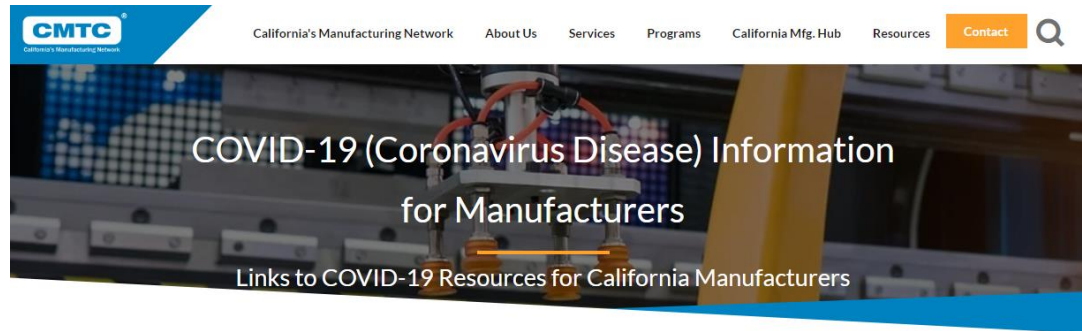 CMTC®
California's Manufacturing Network
California's Manufacturing Network About Us Services Programs California Mfg. Hub Resources Contact
COVID-19 (Coronavirus Disease) Information
for Manufacturers
Links to COVID-19 Resources for California Manufacturers